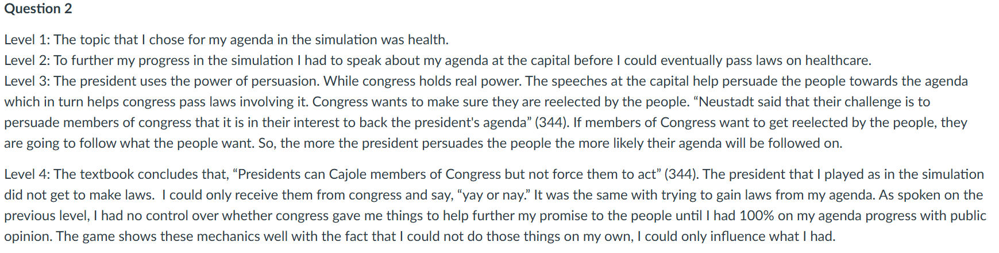 Question 2
Level 1: The topic that I chose for my agenda in the simulation was health.
Level 2: To further my progress in the simulation I had to speak about my agenda at the capital before I could eventually pass laws on healthcare.
Level 3: The president uses the power of persuasion. While congress holds real power. The speeches at the capital help persuade the people towards the agenda
which in turn helps congress pass laws involving it. Congress wants to make sure they are reelected by the people. “Neustadt said that their challenge is to
persuade members of congress that it is in their interest to back the president's agenda” (344). If members of Congress want to get reelected by the people, they
are going to follow what the people want. So, the more the president persuades the people the more likely their agenda will be followed on.
Level 4: The textbook concludes that, “Presidents can Cajole members of Congress but not force them to act” (344). The president that I played as in the simulation
did not get to make laws.  I could only receive them from congress and say, “yay or nay.” It was the same with trying to gain laws from my agenda. As spoken on the
previous level, I had no control over whether congress gave me things to help further my promise to the people until I had 100% on my agenda progress with public
opinion. The game shows these mechanics well with the fact that I could not do those things on my own, I could only influence what I had.